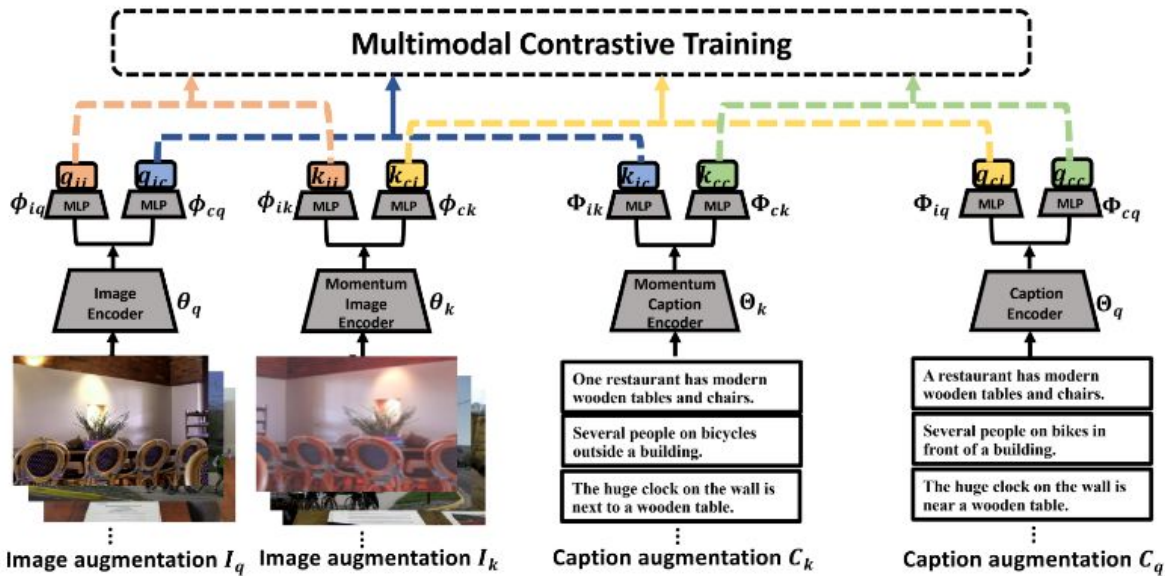 Multimodal Contrastive Training
q_ii q_ic k_ii k_ci k_ic k_cc q_ci q_cc
ϕ_iq MLP MLP ϕ_cq ϕ_ik MLP MLP ϕ_ck Φ_ik MLP MLP Φ_ck Φ_iq MLP MLP Φ_cq
Image
Encoder
θ_q
Momentum
Image
Encoder
θ_k
Momentum
Caption
Encoder
Θ_k
Caption
Encoder
Θ_q
One restaurant has modern
wooden tables and chairs.
Several people on bicycles
outside a building.
The huge clock on the wall is
next to a wooden table.
A restaurant has modern
wooden tables and chairs.
Several people on bikes in
front of a building.
The huge clock on the wall is
near a wooden table.
Image augmentation I_q
Image augmentation I_k
Caption augmentation C_k
Caption augmentation C_q